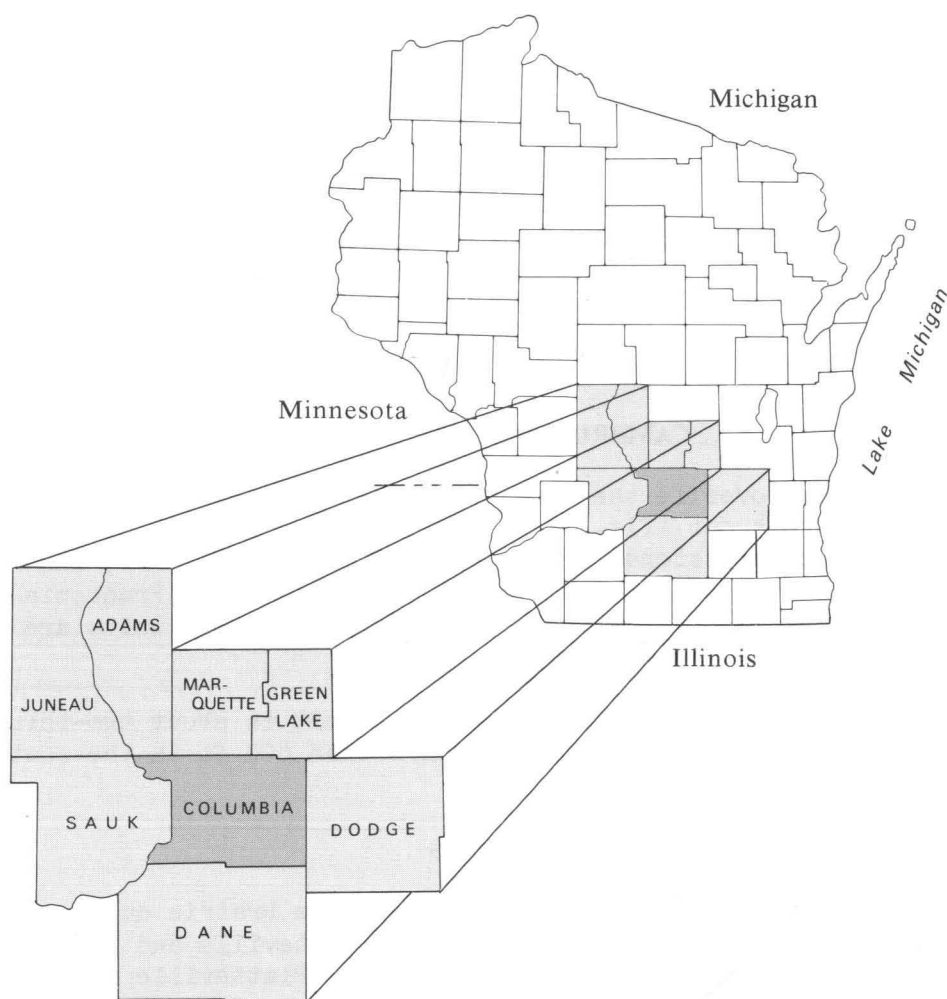 Michigan
Lake Michigan
Minnesota
Illinois
ADAMS
JUNEAU
MAR-
QUETTE
GREEN
LAKE
SAUK
COLUMBIA
DODGE
DANE